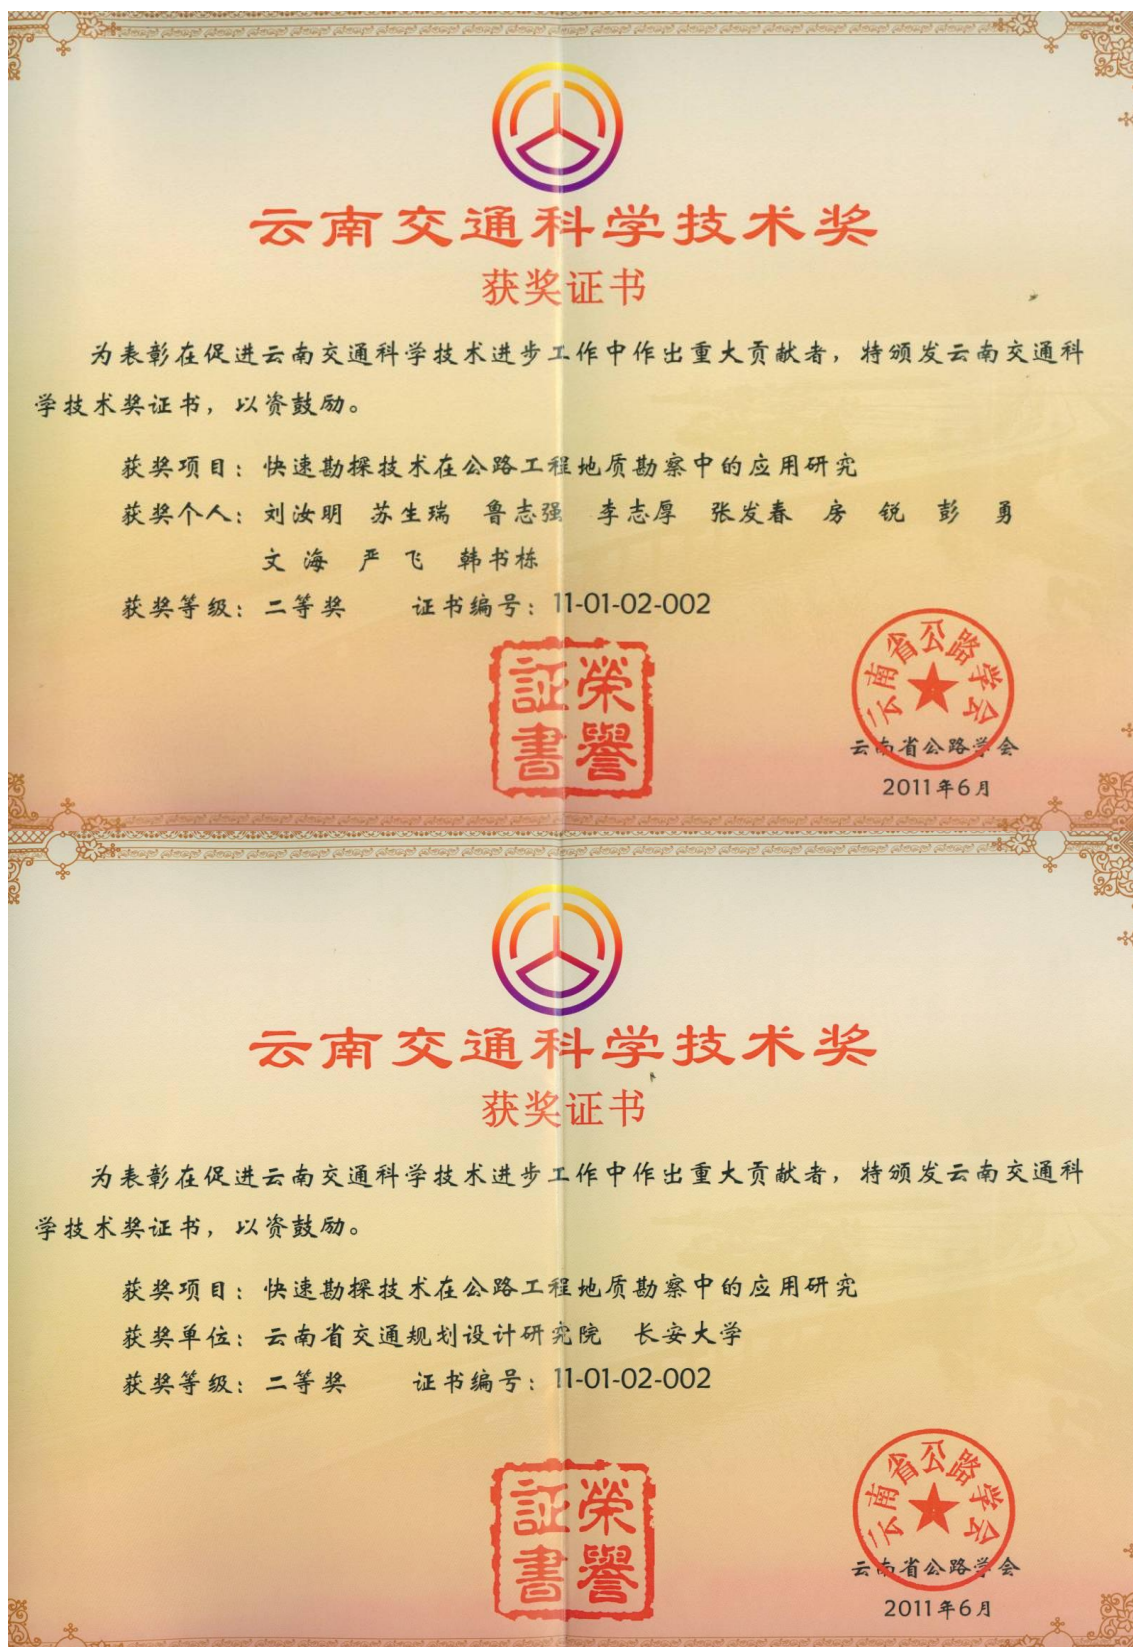 云南交通科学技术奖
获奖证书
为表彰在促进云南交通科学技术进步工作中作出重大贡献者，特颁发云南交通科
学技术奖证书，以资鼓励。
获奖项目：快速勘探技术在公路工程地质勘察中的应用研究
获奖个人：刘汝明 苏生瑞 鲁志强 李志厚 张发春 房 锐 彭 勇
文 海 严 飞 韩书栋
获奖等级：二等奖 证书编号：11-01-02-002
榮譽
証書
云南省公路学会
云南省公路学会
2011年6月
云南交通科学技术奖
获奖证书
为表彰在促进云南交通科学技术进步工作中作出重大贡献者，特颁发云南交通科
学技术奖证书，以资鼓励。
获奖项目：快速勘探技术在公路工程地质勘察中的应用研究
获奖单位：云南省交通规划设计研究院 长安大学
获奖等级：二等奖 证书编号：11-01-02-002
榮譽
証書
云南省公路学会
云南省公路学会
2011年6月